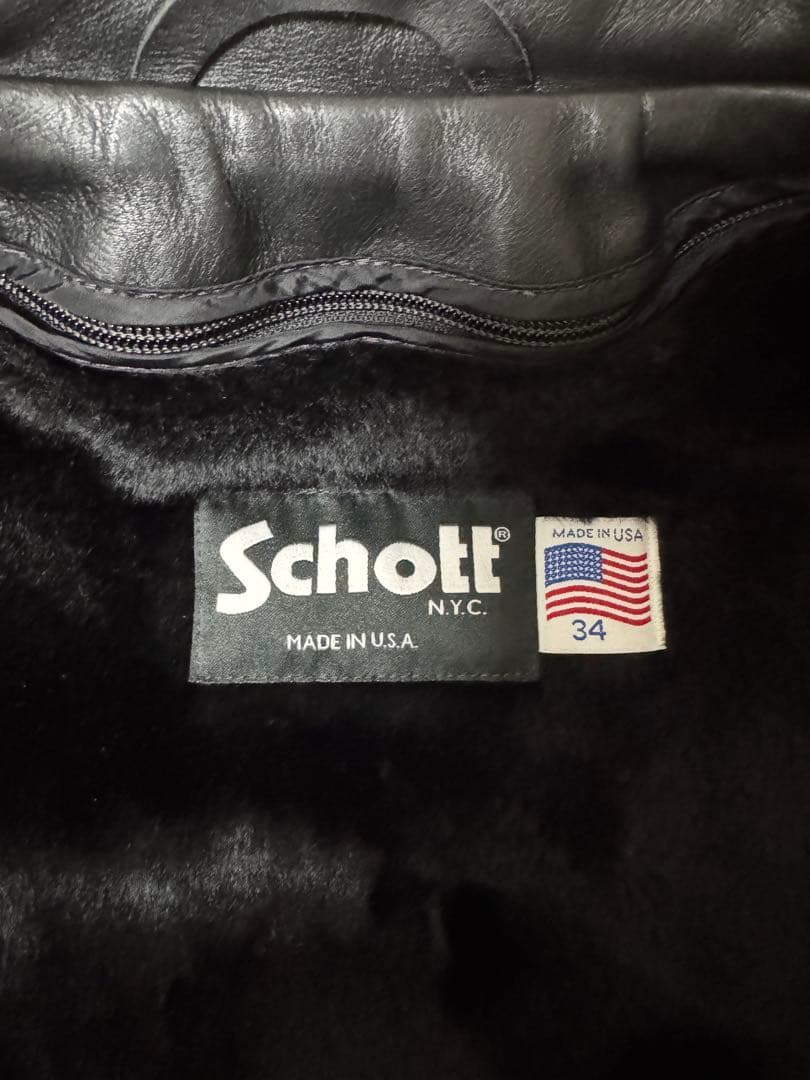 Schott®
N.Y.C.
MADE IN U.S.A.
MADE IN USA
34